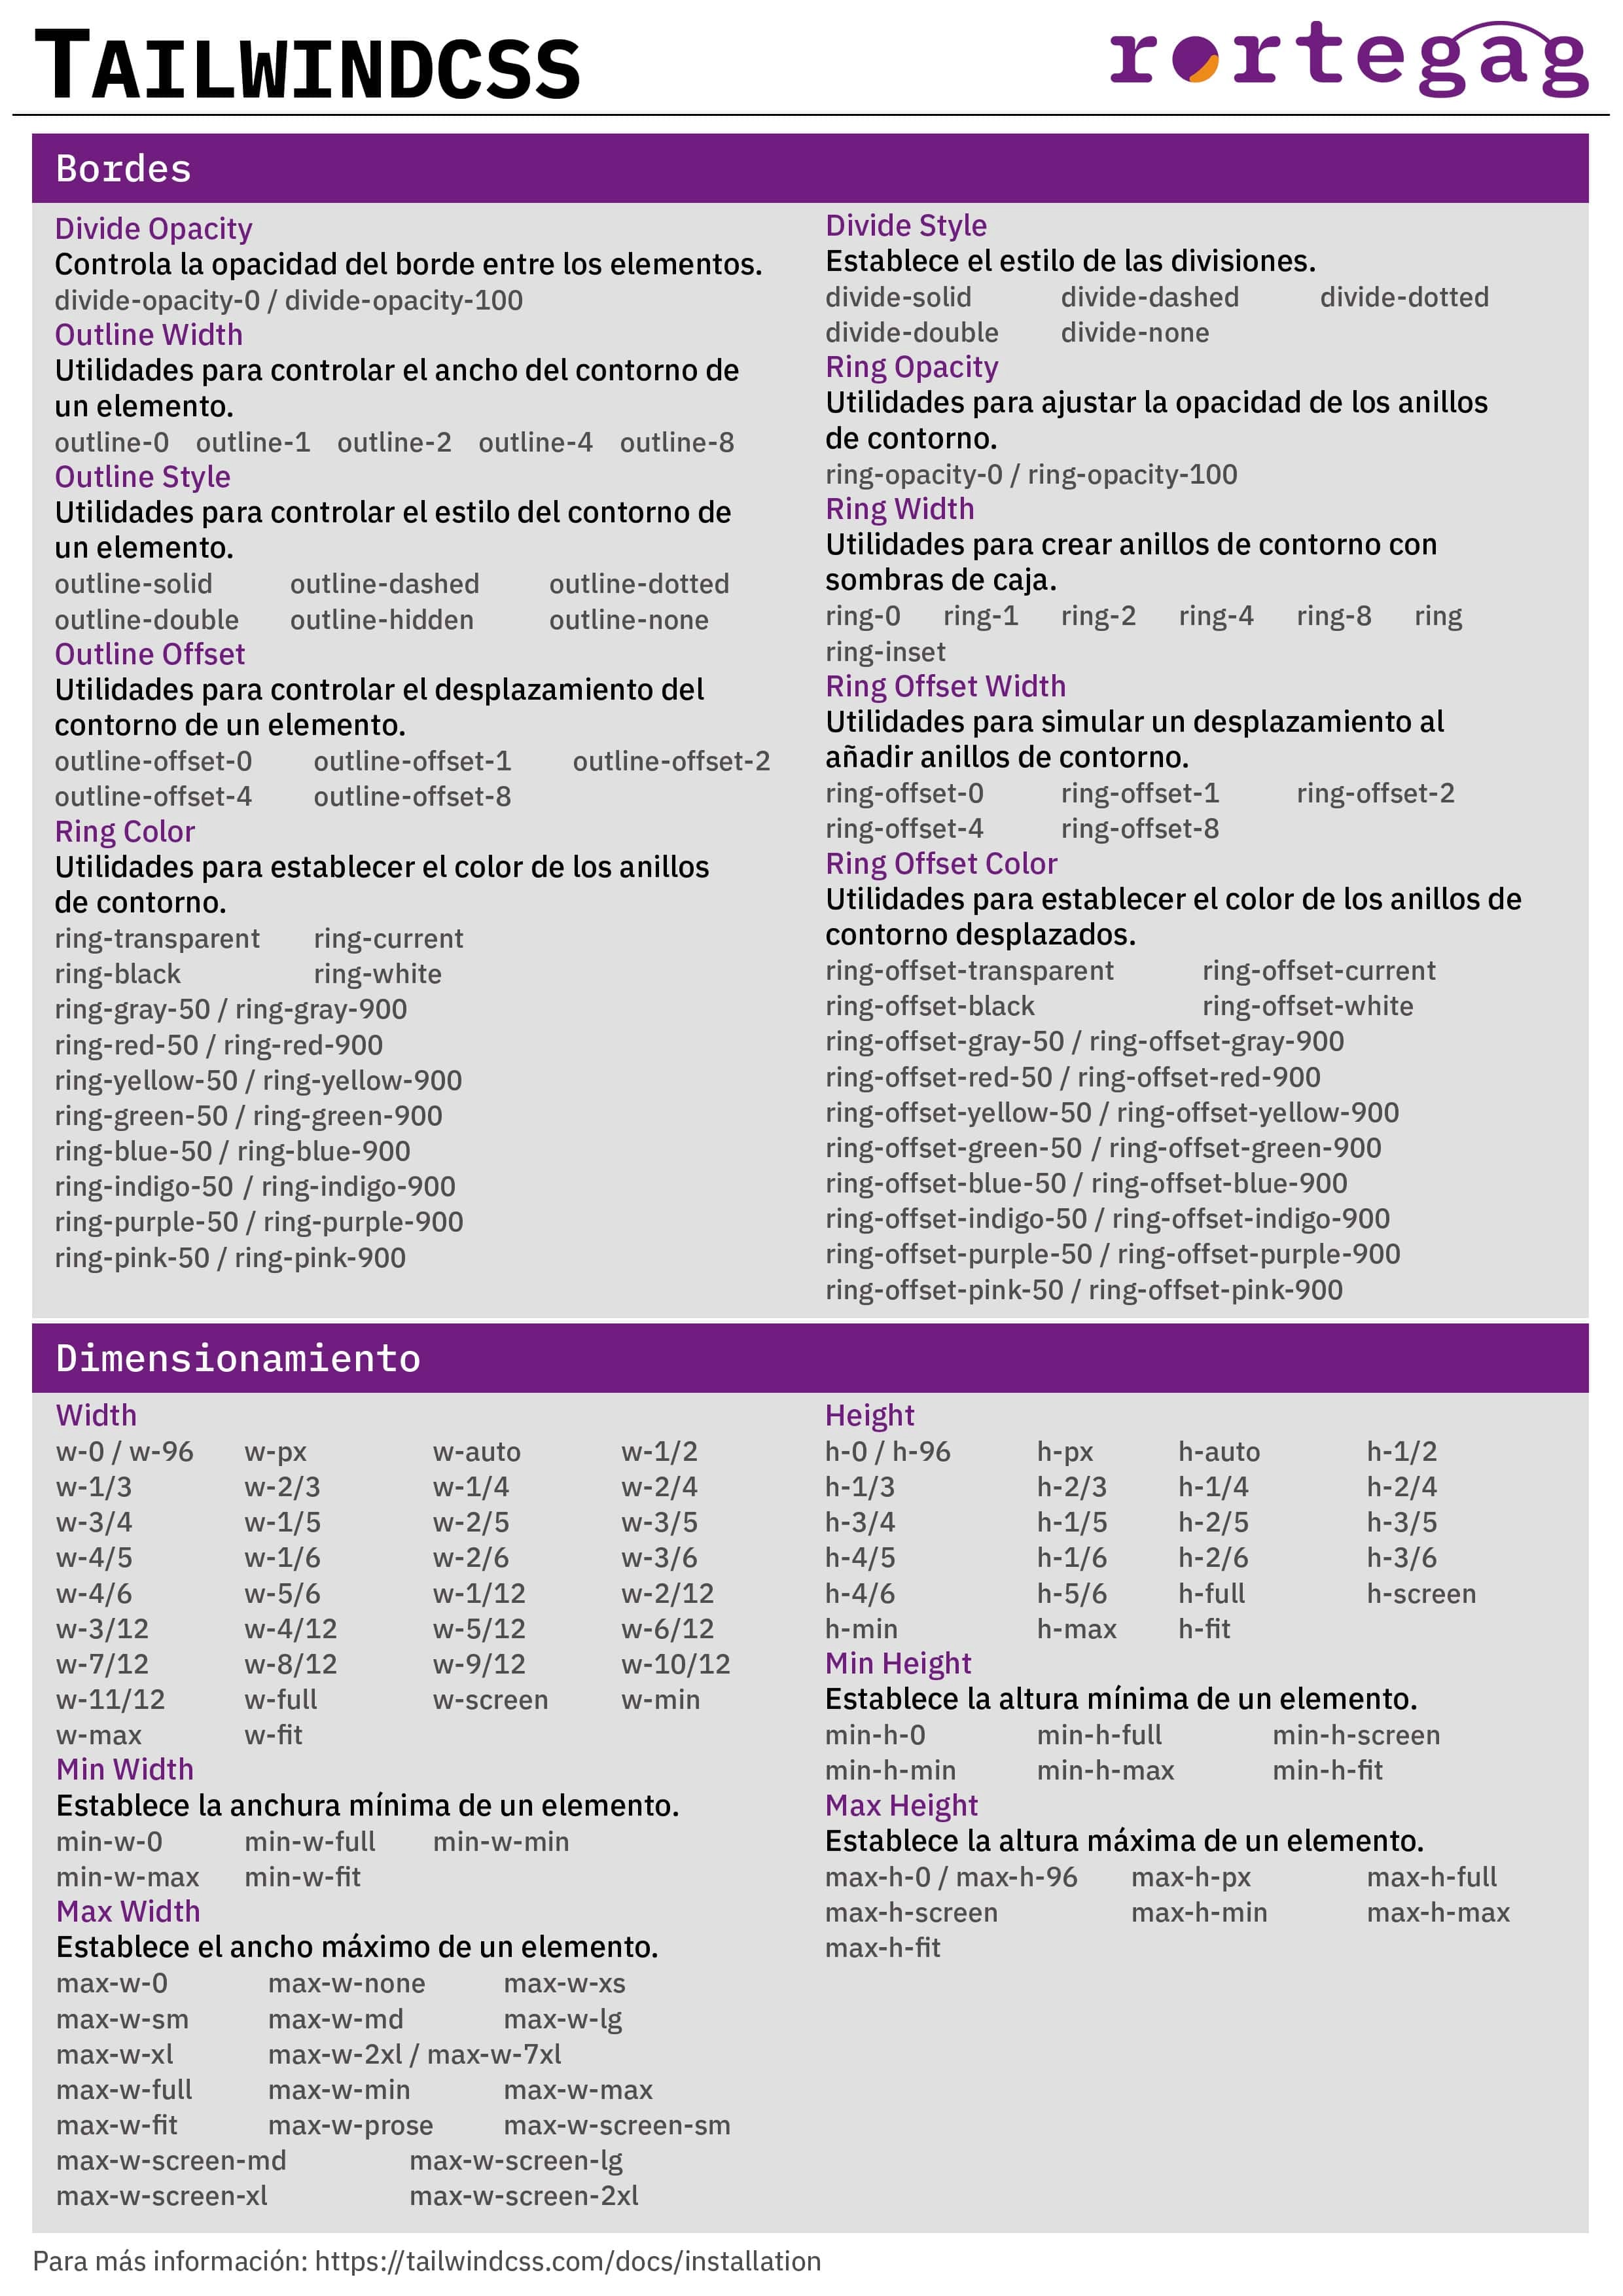 TAILWINDCSS
rortegag
Bordes
Divide Opacity
Controla la opacidad del borde entre los elementos.
divide-opacity-0 / divide-opacity-100
Outline Width
Utilidades para controlar el ancho del contorno de
un elemento.
outline-0 outline-1 outline-2 outline-4 outline-8
Outline Style
Utilidades para controlar el estilo del contorno de
un elemento.
outline-solid outline-dashed outline-dotted
outline-double outline-hidden outline-none
Outline Offset
Utilidades para controlar el desplazamiento del
contorno de un elemento.
outline-offset-0 outline-offset-1 outline-offset-2
outline-offset-4 outline-offset-8
Ring Color
Utilidades para establecer el color de los anillos
de contorno.
ring-transparent ring-current
ring-black ring-white
ring-gray-50 / ring-gray-900
ring-red-50 / ring-red-900
ring-yellow-50 / ring-yellow-900
ring-green-50 / ring-green-900
ring-blue-50 / ring-blue-900
ring-indigo-50 / ring-indigo-900
ring-purple-50 / ring-purple-900
ring-pink-50 / ring-pink-900
Divide Style
Establece el estilo de las divisiones.
divide-solid divide-dashed divide-dotted
divide-double divide-none
Ring Opacity
Utilidades para ajustar la opacidad de los anillos
de contorno.
ring-opacity-0 / ring-opacity-100
Ring Width
Utilidades para crear anillos de contorno con
sombras de caja.
ring-0 ring-1 ring-2 ring-4 ring-8 ring
ring-inset
Ring Offset Width
Utilidades para simular un desplazamiento al
añadir anillos de contorno.
ring-offset-0 ring-offset-1 ring-offset-2
ring-offset-4 ring-offset-8
Ring Offset Color
Utilidades para establecer el color de los anillos de
contorno desplazados.
ring-offset-transparent ring-offset-current
ring-offset-black ring-offset-white
ring-offset-gray-50 / ring-offset-gray-900
ring-offset-red-50 / ring-offset-red-900
ring-offset-yellow-50 / ring-offset-yellow-900
ring-offset-green-50 / ring-offset-green-900
ring-offset-blue-50 / ring-offset-blue-900
ring-offset-indigo-50 / ring-offset-indigo-900
ring-offset-purple-50 / ring-offset-purple-900
ring-offset-pink-50 / ring-offset-pink-900
Dimensionamiento
Width
w-0 / w-96 w-px w-auto w-1/2
w-1/3 w-2/3 w-1/4 w-2/4
w-3/4 w-1/5 w-2/5 w-3/5
w-4/5 w-1/6 w-2/6 w-3/6
w-4/6 w-5/6 w-1/12 w-2/12
w-3/12 w-4/12 w-5/12 w-6/12
w-7/12 w-8/12 w-9/12 w-10/12
w-11/12 w-full w-screen w-min
w-max w-fit
Min Width
Establece la anchura mínima de un elemento.
min-w-0 min-w-full min-w-min
min-w-max min-w-fit
Max Width
Establece el ancho máximo de un elemento.
max-w-0 max-w-none max-w-xs
max-w-sm max-w-md max-w-lg
max-w-xl max-w-2xl / max-w-7xl
max-w-full max-w-min max-w-max
max-w-fit max-w-prose max-w-screen-sm
max-w-screen-md max-w-screen-lg
max-w-screen-xl max-w-screen-2xl
Height
h-0 / h-96 h-px h-auto h-1/2
h-1/3 h-2/3 h-1/4 h-2/4
h-3/4 h-1/5 h-2/5 h-3/5
h-4/5 h-1/6 h-2/6 h-3/6
h-4/6 h-5/6 h-full h-screen
h-min h-max h-fit
Min Height
Establece la altura mínima de un elemento.
min-h-0 min-h-full min-h-screen
min-h-min min-h-max min-h-fit
Max Height
Establece la altura máxima de un elemento.
max-h-0 / max-h-96 max-h-px max-h-full
max-h-screen max-h-min max-h-max
max-h-fit
Para más información: https://tailwindcss.com/docs/installation